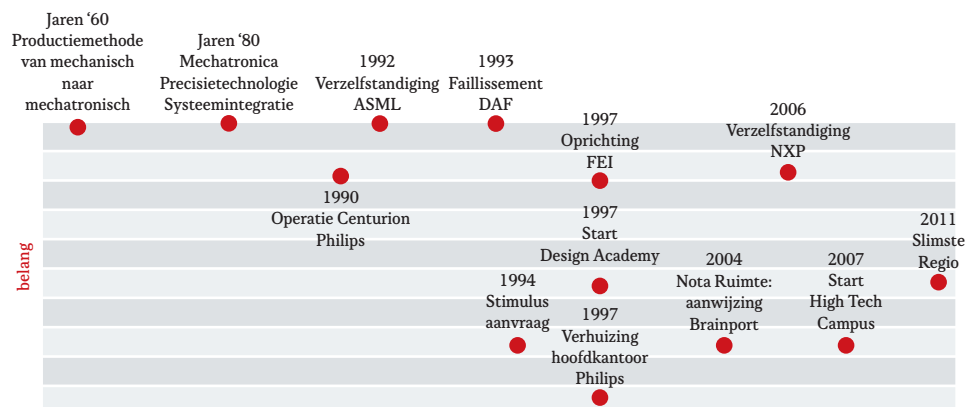 Jaren ‘60
Productiemethode
van mechanisch
naar
mechatronisch
Jaren ‘80
Mechatronica
Precisietechnologie
Systeemintegratie
1992
Verzelfstandiging
ASML
1993
Faillissement
DAF
1997
Oprichting
FEI
2006
Verzelfstandiging
NXP
1990
Operatie Centurion
Philips
1997
Start
Design Academy
2011
Slimste
Regio
belang
1994
Stimulus
aanvraag
2004
Nota Ruimte:
aanwijzing
Brainport
2007
Start
High Tech
Campus
1997
Verhuizing
hoofdkantoor
Philips